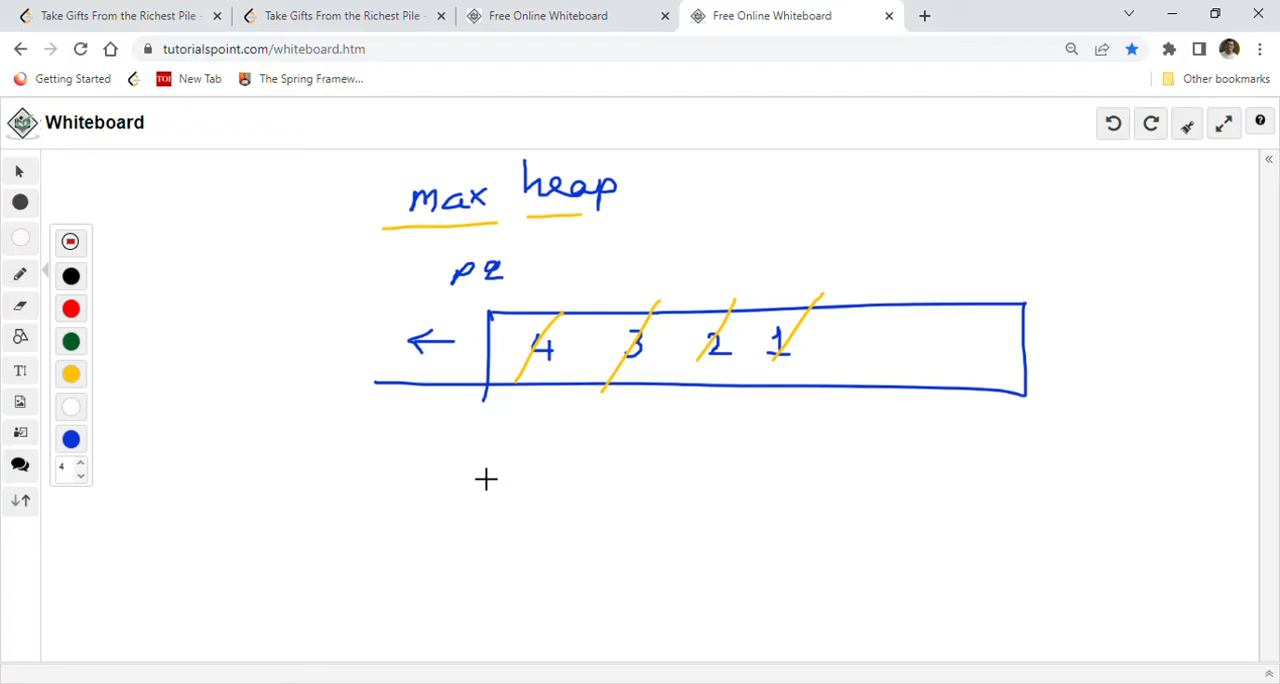 Take Gifts From the Richest Pile - Take Gifts From the Richest Pile - Free Online Whiteboard Free Online Whiteboard
tutorialspoint.com/whiteboard.htm
Getting Started TOI New Tab The Spring Framew... Other bookmarks
Whiteboard
max heap
pq
← 4 3 2 1
T
4